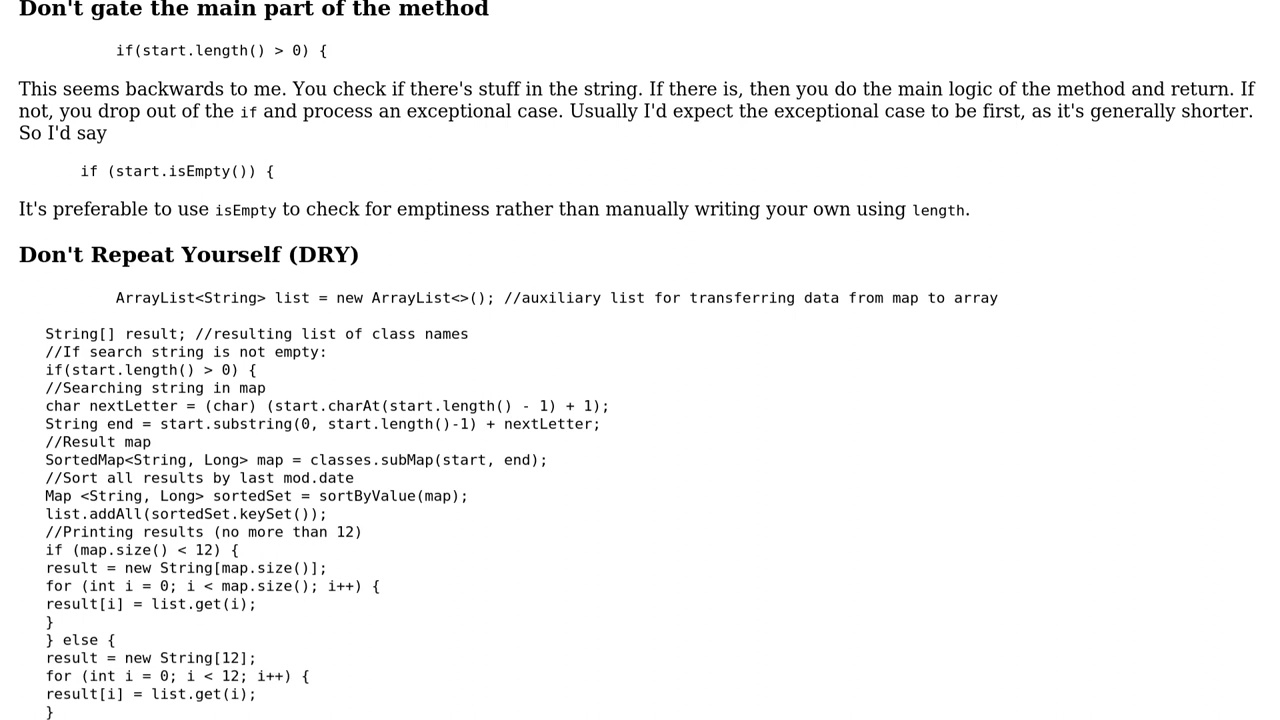 Don't gate the main part of the method
if(start.length() > 0) {
This seems backwards to me. You check if there's stuff in the string. If there is, then you do the main logic of the method and return. If
not, you drop out of the if and process an exceptional case. Usually I'd expect the exceptional case to be first, as it's generally shorter.
So I'd say
if (start.isEmpty()) {
It's preferable to use isEmpty to check for emptiness rather than manually writing your own using length.
Don't Repeat Yourself (DRY)
ArrayList<String> list = new ArrayList<>(); //auxiliary list for transferring data from map to array
String[] result; //resulting list of class names
//If search string is not empty:
if(start.length() > 0) {
//Searching string in map
char nextLetter = (char) (start.charAt(start.length() - 1) + 1);
String end = start.substring(0, start.length()-1) + nextLetter;
//Result map
SortedMap<String, Long> map = classes.subMap(start, end);
//Sort all results by last mod.date
Map <String, Long> sortedSet = sortByValue(map);
list.addAll(sortedSet.keySet());
//Printing results (no more than 12)
if (map.size() < 12) {
result = new String[map.size()];
for (int i = 0; i < map.size(); i++) {
result[i] = list.get(i);
}
} else {
result = new String[12];
for (int i = 0; i < 12; i++) {
result[i] = list.get(i);
}